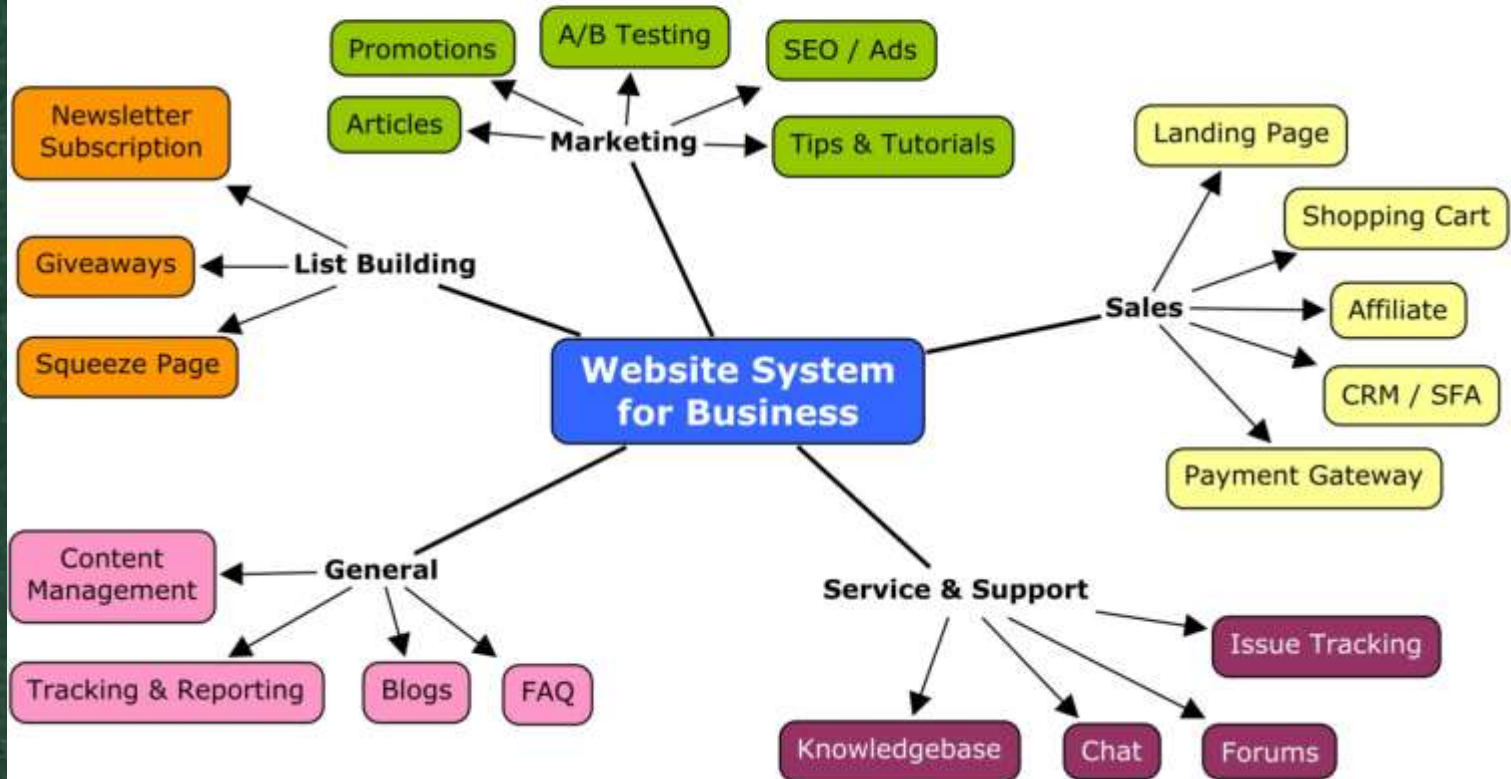 Promotions
A/B Testing
SEO / Ads
Articles
Marketing
Tips & Tutorials
Newsletter
Subscription
Giveaways
List Building
Squeeze Page
Landing Page
Shopping Cart
Sales
Affiliate
CRM / SFA
Payment Gateway
Website System
for Business
Content
Management
General
Tracking & Reporting
Blogs
FAQ
Service & Support
Issue Tracking
Knowledgebase
Chat
Forums